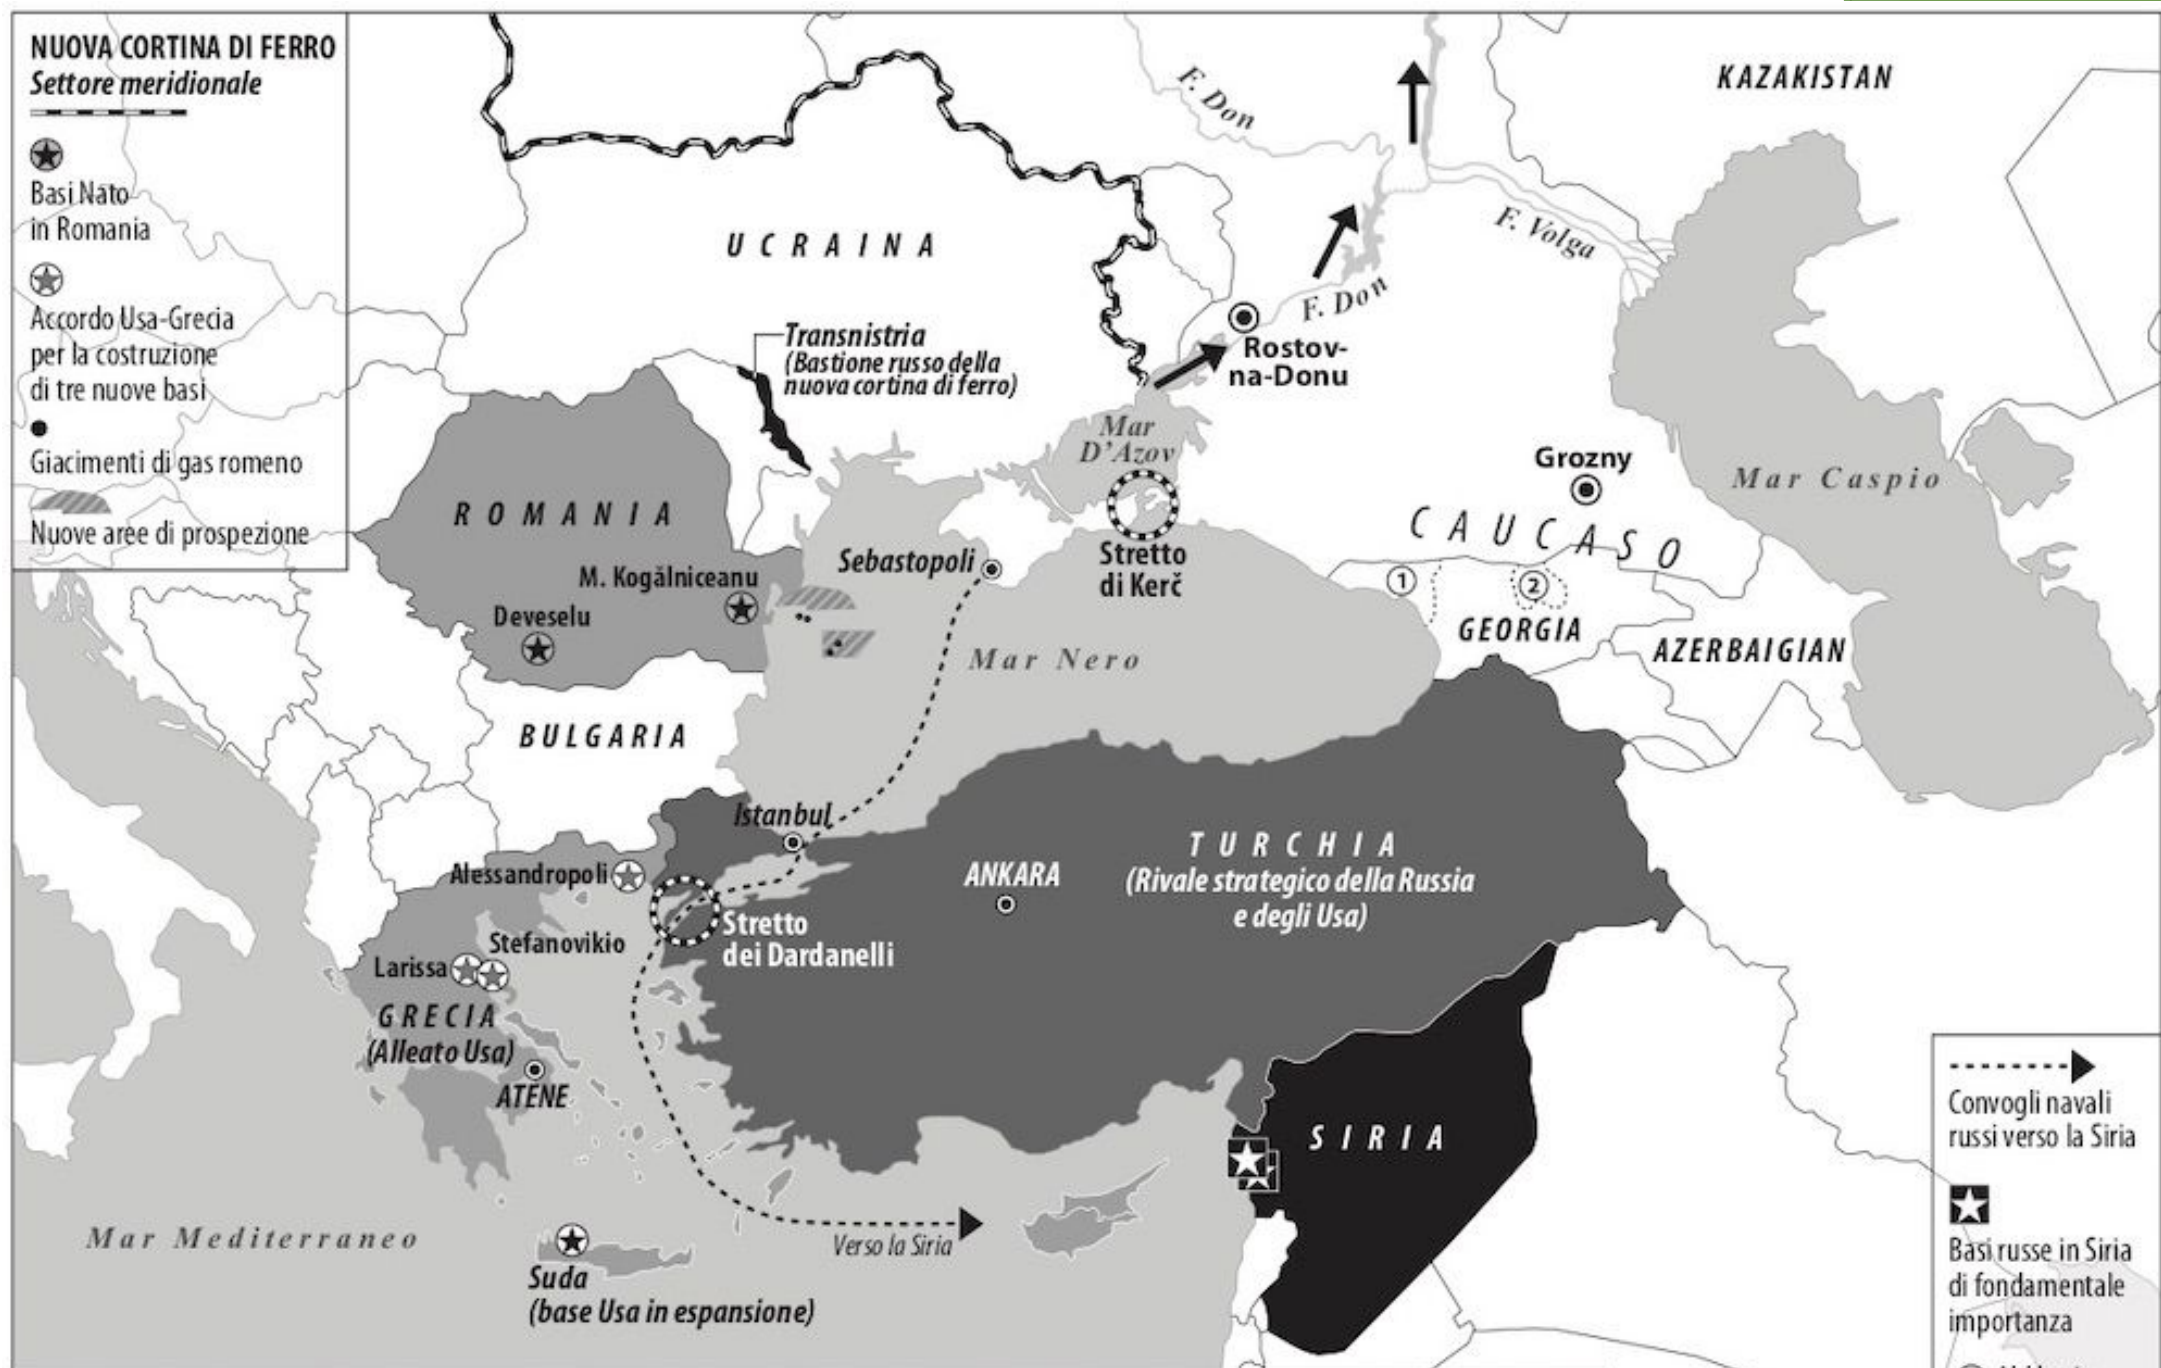 NUOVA CORTINA DI FERRO
Settore meridionale
Basi Nato
in Romania
Accordo Usa-Grecia
per la costruzione
di tre nuove basi
Giacimenti di gas romeno
Nuove aree di prospezione
KAZAKISTAN
F. Don
F. Volga
UCRAINA
F. Don
Transnistria
(Bastione russo della
nuova cortina di ferro)
Rostov-
na-Donu
Mar
D'Azov
Grozny
Mar Caspio
ROMANIA
CAUCASO
Sebastopoli
Stretto
di Kerč
M. Kogălniceanu
1
2
Deveselu
GEORGIA
AZERBAIGIAN
Mar Nero
BULGARIA
Istanbul
TURCHIA
(Rivale strategico della Russia
e degli Usa)
Alessandropoli
ANKARA
Stretto
dei Dardanelli
Stefanovikio
Larissa
GRECIA
(Alleato Usa)
ATENE
SIRIA
Mar Mediterraneo
Verso la Siria
Suda
(base Usa in espansione)
Convogli navali
russi verso la Siria
Basi russe in Siria
di fondamentale
importanza